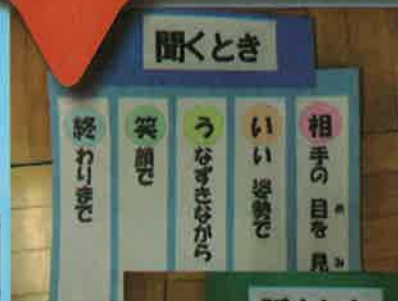 聞くとき
相手の 目を 見
いい 姿勢で
うなずきながら
笑顔で
終わりまで